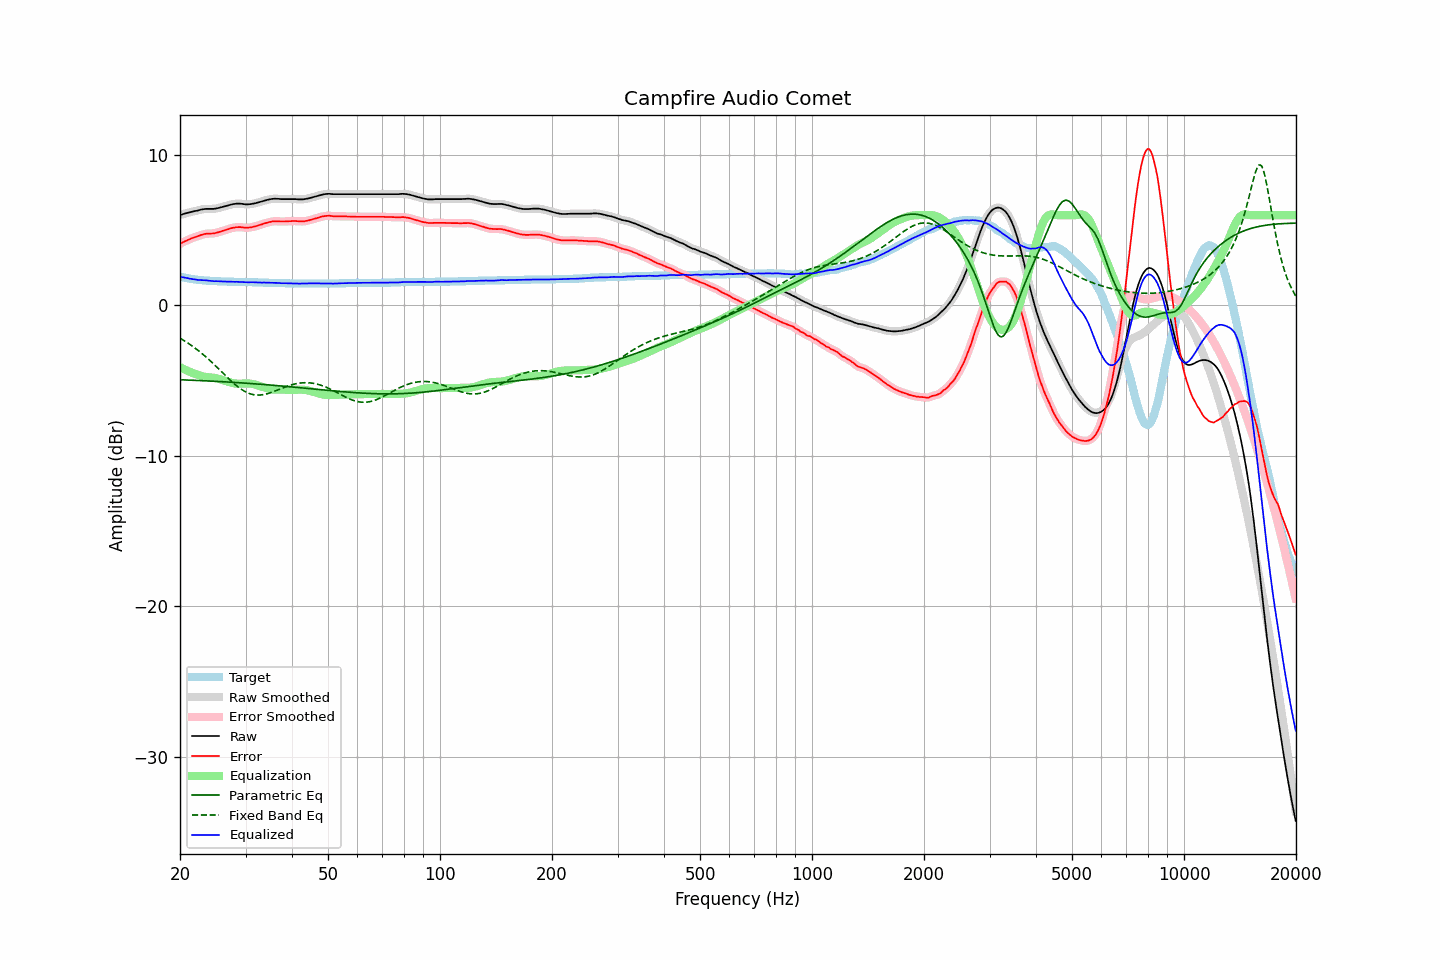 Campfire Audio Comet
10
0
−10
−20
−30
Amplitude (dBr)
Target
Raw Smoothed
Error Smoothed
Raw
Error
Equalization
Parametric Eq
Fixed Band Eq
Equalized
20 50 100 200 500 1000 2000 5000 10000 20000
Frequency (Hz)